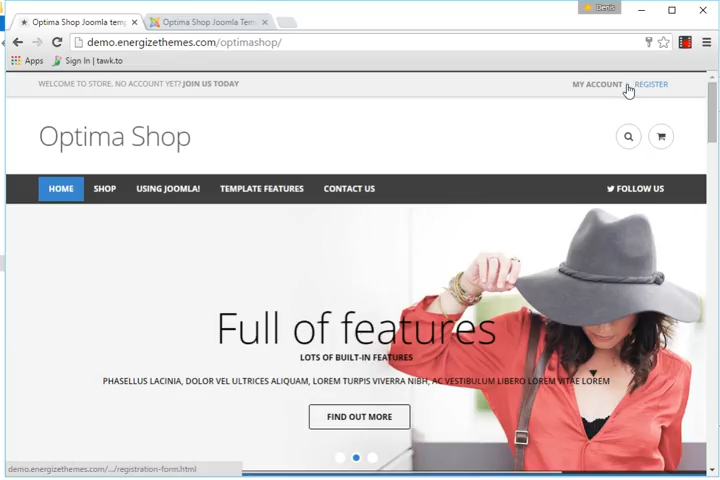 Denis
Optima Shop Joomla temp
Optima Shop Joomla Tem
demo.energizethemes.com/optimashop/
Apps
Sign In | tawk.to
WELCOME TO STORE. NO ACCOUNT YET? JOIN US TODAY
MY ACCOUNT
REGISTER
Optima Shop
HOME SHOP USING JOOMLA! TEMPLATE FEATURES CONTACT US FOLLOW US
Full of features
LOTS OF BUILT-IN FEATURES
PHASELLUS LACINIA, DOLOR VEL ULTRICES ALIQUAM, LOREM TURPIS VIVERRA NIBH, AC VESTIBULUM LIBERO LOREM VITAE LOREM
FIND OUT MORE
demo.energizethemes.com/.../registration-form.html